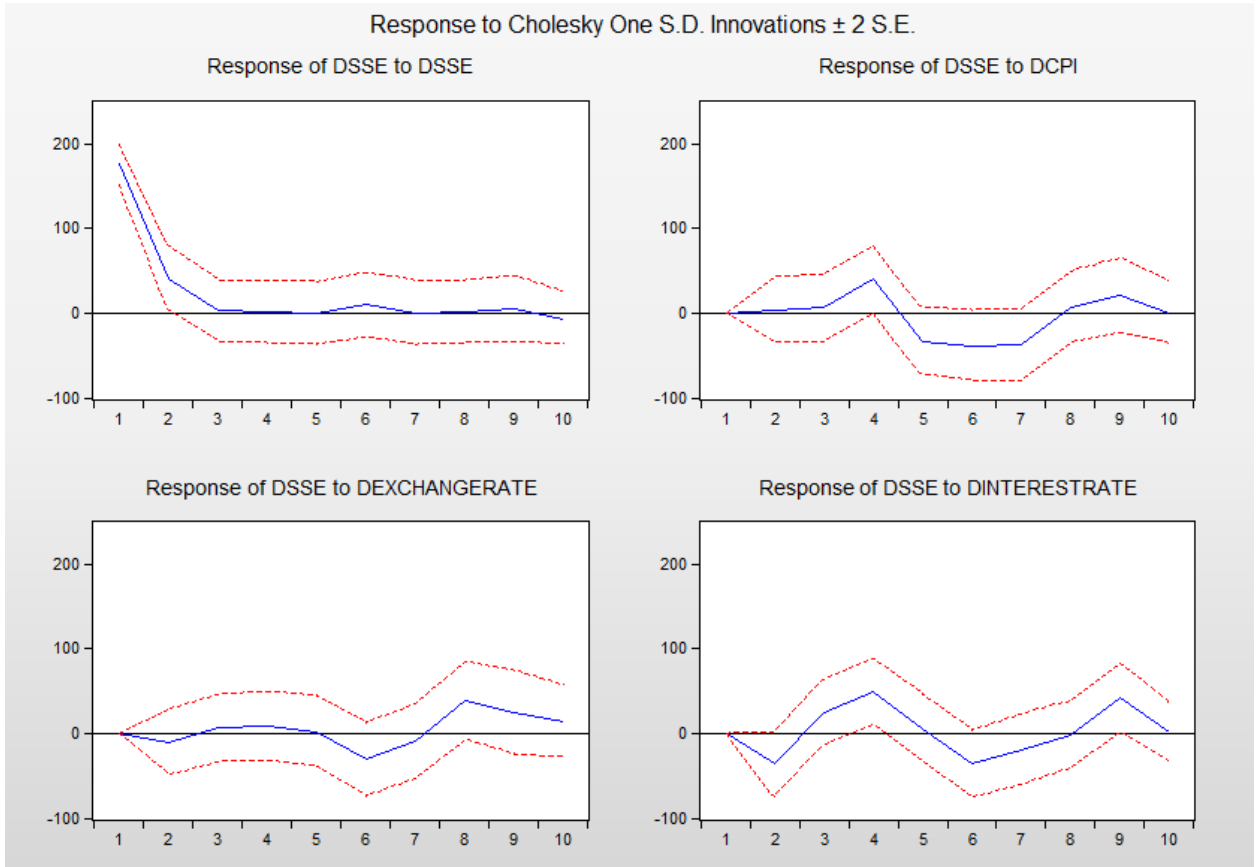 Response to Cholesky One S.D. Innovations ± 2 S.E.
Response of DSSE to DSSE
200
100
0
-100
1 2 3 4 5 6 7 8 9 10
Response of DSSE to DCPI
200
100
0
-100
1 2 3 4 5 6 7 8 9 10
Response of DSSE to DEXCHANGERATE
200
100
0
-100
1 2 3 4 5 6 7 8 9 10
Response of DSSE to DINTERESTRATE
200
100
0
-100
1 2 3 4 5 6 7 8 9 10